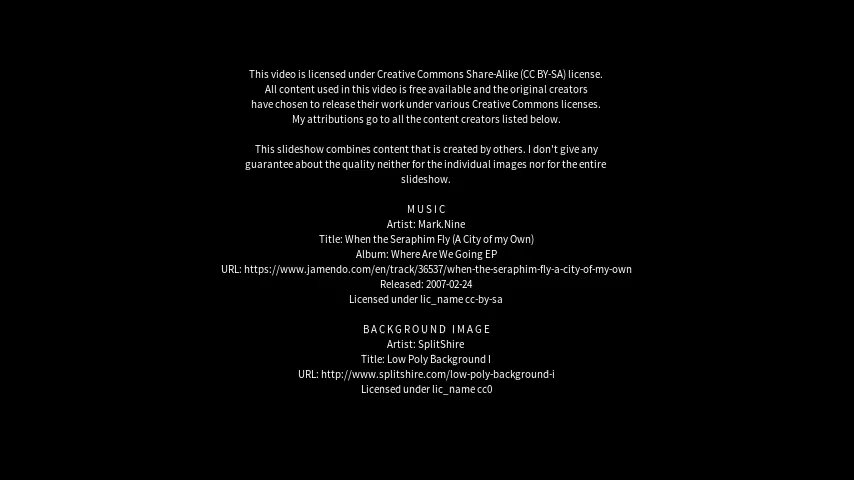 This video is licensed under Creative Commons Share-Alike (CC BY-SA) license.
All content used in this video is free available and the original creators
have chosen to release their work under various Creative Commons licenses.
My attributions go to all the content creators listed below.
This slideshow combines content that is created by others. I don't give any
guarantee about the quality neither for the individual images nor for the entire
slideshow.
MUSIC
Artist: Mark.Nine
Title: When the Seraphim Fly (A City of my Own)
Album: Where Are We Going EP
URL: https://www.jamendo.com/en/track/36537/when-the-seraphim-fly-a-city-of-my-own
Released: 2007-02-24
Licensed under lic_name cc-by-sa
BACKGROUND IMAGE
Artist: SplitShire
Title: Low Poly Background I
URL: http://www.splitshire.com/low-poly-background-i
Licensed under lic_name cc0